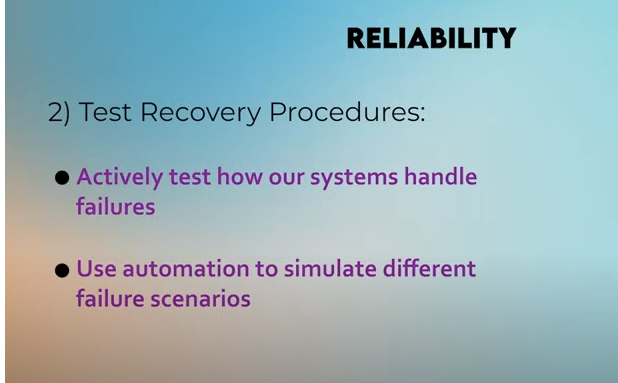 RELIABILITY
2) Test Recovery Procedures:
● Actively test how our systems handle
failures
● Use automation to simulate different
failure scenarios